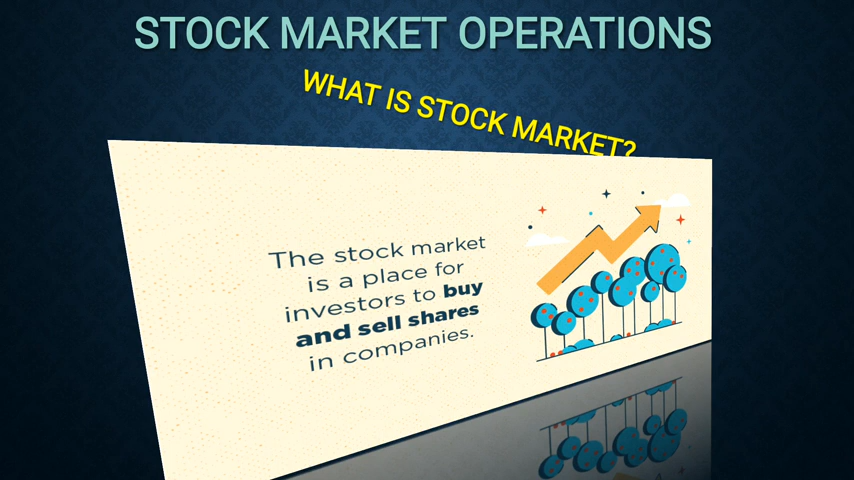 STOCK MARKET OPERATIONS
WHAT IS STOCK MARKET?
The stock market
is a place for
investors to buy
and sell shares
in companies.